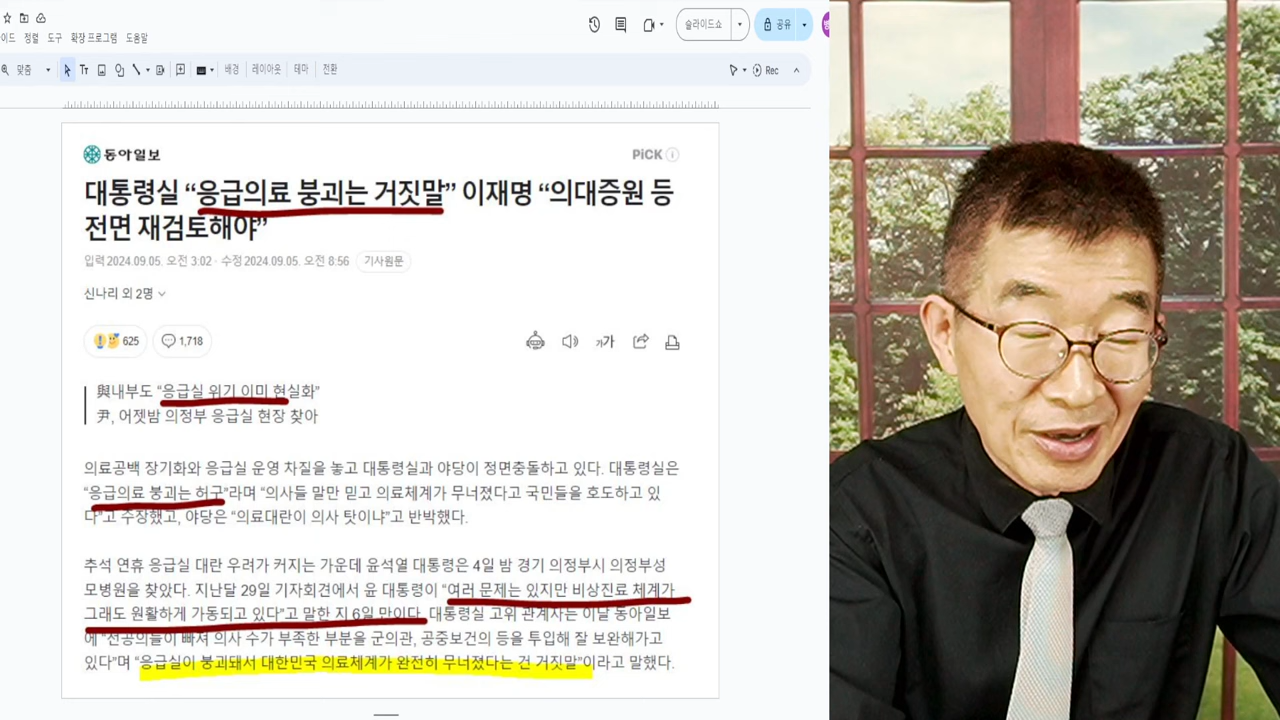 이드 정렬 도구 확장 프로그램 도움말
슬라이드쇼
공유
맞춤
배경 레이아웃 테마 전환
Rec
동아일보
PiCK
대통령실 “응급의료 붕괴는 거짓말” 이재명 “의대증원 등
전면 재검토해야”
입력 2024.09.05. 오전 3:02 · 수정 2024.09.05. 오전 8:56 기사원문
신나리 외 2명
625 1,718
가가
與내부도 “응급실 위기 이미 현실화”
尹, 어젯밤 의정부 응급실 현장 찾아
의료공백 장기화와 응급실 운영 차질을 놓고 대통령실과 야당이 정면충돌하고 있다. 대통령실은
“응급의료 붕괴는 허구”라며 “의사들 말만 믿고 의료체계가 무너졌다고 국민들을 호도하고 있
다”고 주장했고, 야당은 “의료대란이 의사 탓이냐”고 반박했다.
추석 연휴 응급실 대란 우려가 커지는 가운데 윤석열 대통령은 4일 밤 경기 의정부시 의정부성
모병원을 찾았다. 지난달 29일 기자회견에서 윤 대통령이 “여러 문제는 있지만 비상진료 체계가
그래도 원활하게 가동되고 있다”고 말한 지 6일 만이다. 대통령실 고위 관계자는 이날 동아일보
에 “전공의들이 빠져 의사 수가 부족한 부분을 군의관, 공중보건의 등을 투입해 잘 보완해가고
있다”며 “응급실이 붕괴돼서 대한민국 의료체계가 완전히 무너졌다는 건 거짓말”이라고 말했다.